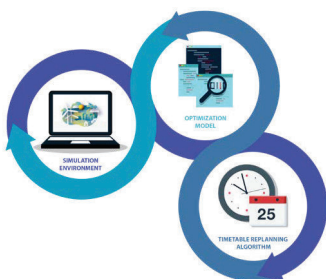 OPTIMIZATION
MODEL
SIMULATION
ENVIRONMENT
25
TIMETABLE REPLANNING
ALGORITHM